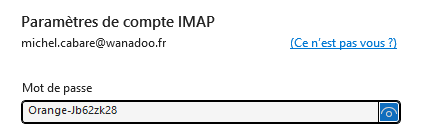 Paramètres de compte IMAP
michel.cabare@wanadoo.fr (Ce n'est pas vous ?)
Mot de passe
Orange-Jb62zk28